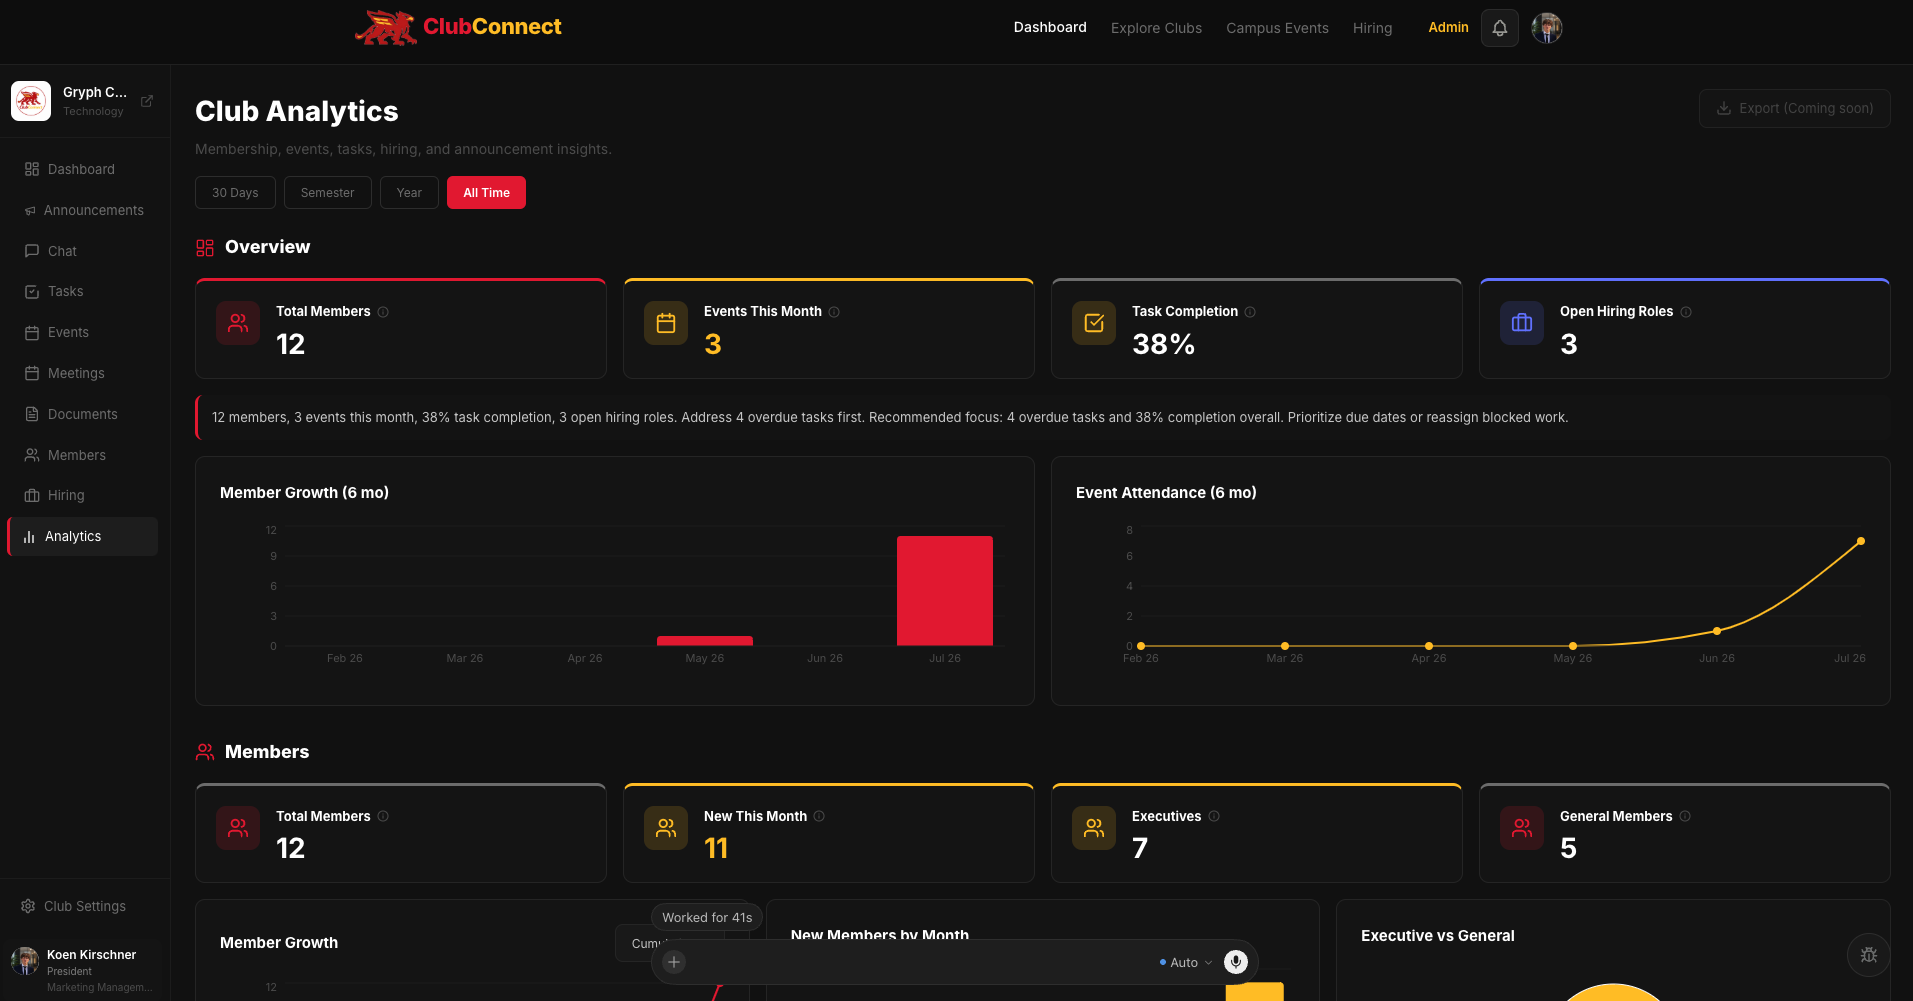 ClubConnect
Dashboard
Explore Clubs
Campus Events
Hiring
Admin
Gryph C...
Technology
Dashboard
Announcements
Chat
Tasks
Events
Meetings
Documents
Members
Hiring
Analytics
Club Settings
Koen Kirschner
President
Marketing Managem...
Club Analytics
Membership, events, tasks, hiring, and announcement insights.
Export (Coming soon)
30 Days
Semester
Year
All Time
Overview
Total Members
12
Events This Month
3
Task Completion
38%
Open Hiring Roles
3
12 members, 3 events this month, 38% task completion, 3 open hiring roles. Address 4 overdue tasks first. Recommended focus: 4 overdue tasks and 38% completion overall. Prioritize due dates or reassign blocked work.
Member Growth (6 mo)
12
9
6
3
0
Feb 26
Mar 26
Apr 26
May 26
Jun 26
Jul 26
Event Attendance (6 mo)
8
6
4
2
0
Feb 26
Mar 26
Apr 26
May 26
Jun 26
Jul 26
Members
Total Members
12
New This Month
11
Executives
7
General Members
5
Member Growth
12
New Members by Month
Executive vs General
Worked for 41s
Auto